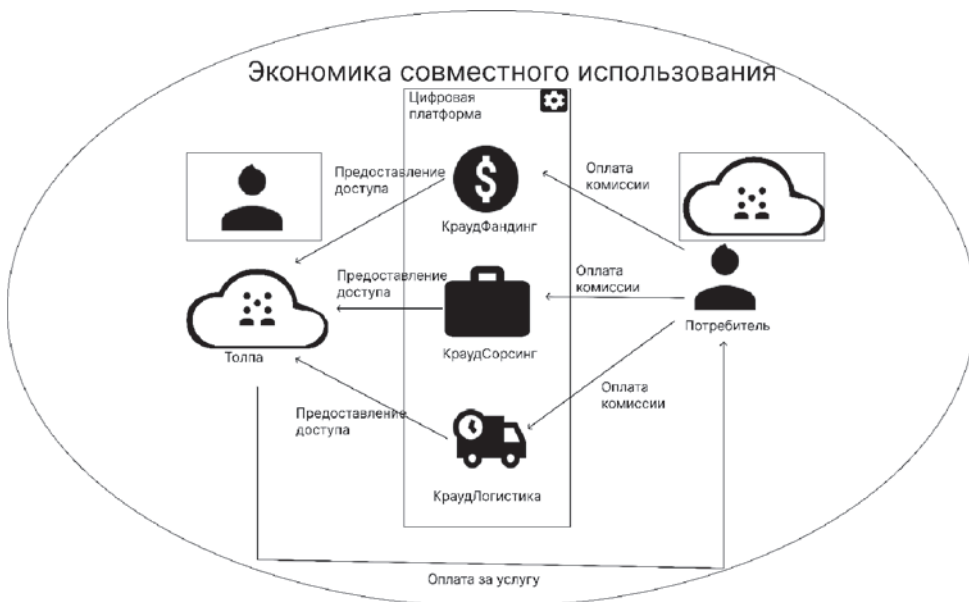 Экономика совместного использования
Цифровая
платформа
Предоставление
доступа
Оплата
комиссии
КраудФандинг
Предоставление
доступа
Оплата
комиссии
Потребитель
Толпа
КраудСорсинг
Предоставление
доступа
Оплата
комиссии
КраудЛогистика
Оплата за услугу